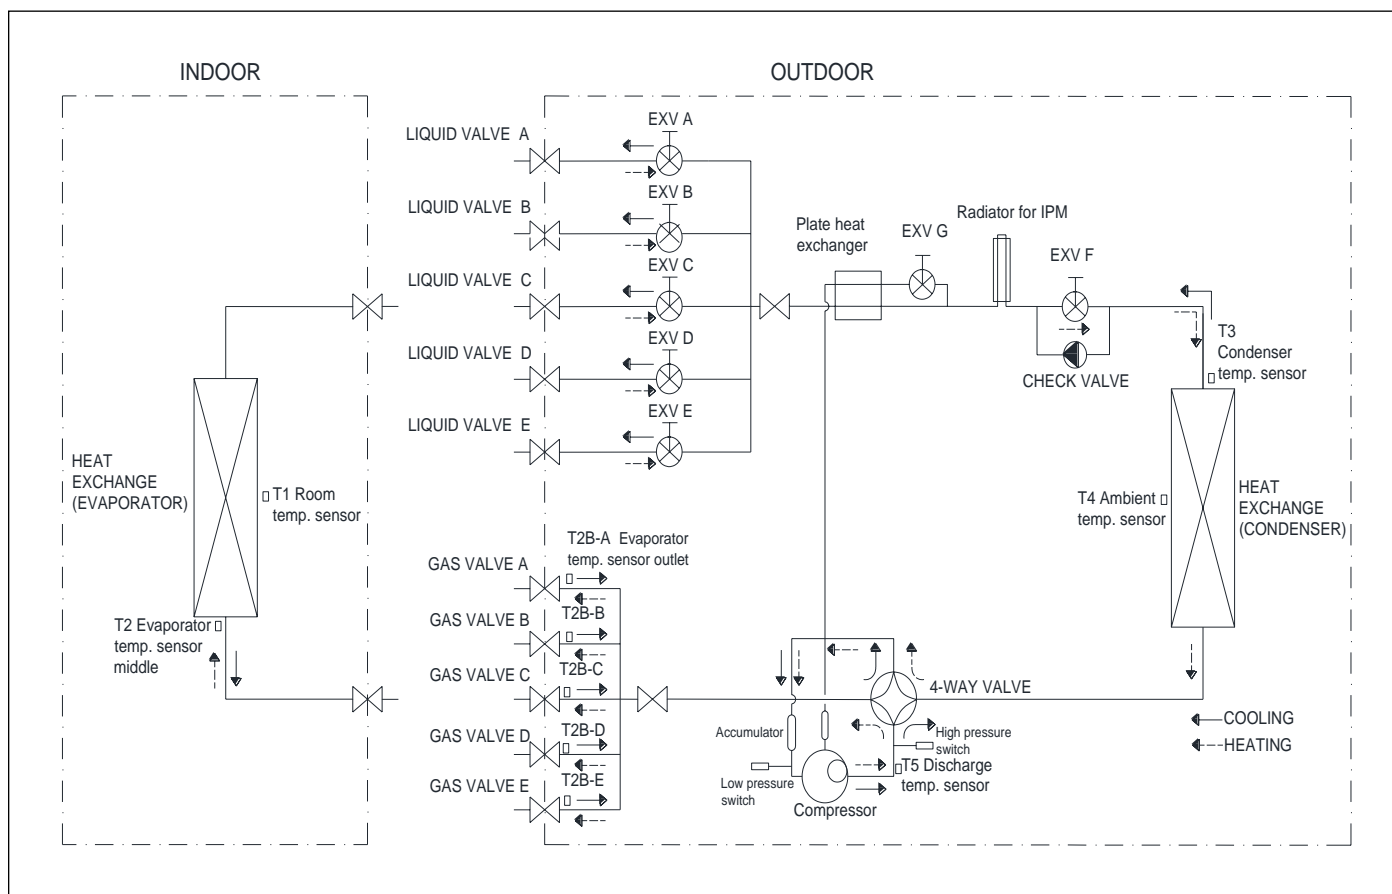 INDOOR
OUTDOOR
LIQUID VALVE A
EXV A
LIQUID VALVE B
EXV B
LIQUID VALVE C
EXV C
LIQUID VALVE D
EXV D
LIQUID VALVE E
EXV E
Plate heat
exchanger
EXV G
Radiator for IPM
EXV F
CHECK VALVE
T3
Condenser
temp. sensor
HEAT
EXCHANGE
(EVAPORATOR)
T1 Room
temp. sensor
T2 Evaporator
temp. sensor
middle
T4 Ambient
temp. sensor
HEAT
EXCHANGE
(CONDENSER)
GAS VALVE A
T2B-A Evaporator
temp. sensor outlet
GAS VALVE B
T2B-B
GAS VALVE C
T2B-C
GAS VALVE D
T2B-D
GAS VALVE E
T2B-E
4-WAY VALVE
Accumulator
Low pressure
switch
Compressor
High pressure
switch
T5 Discharge
temp. sensor
COOLING
HEATING